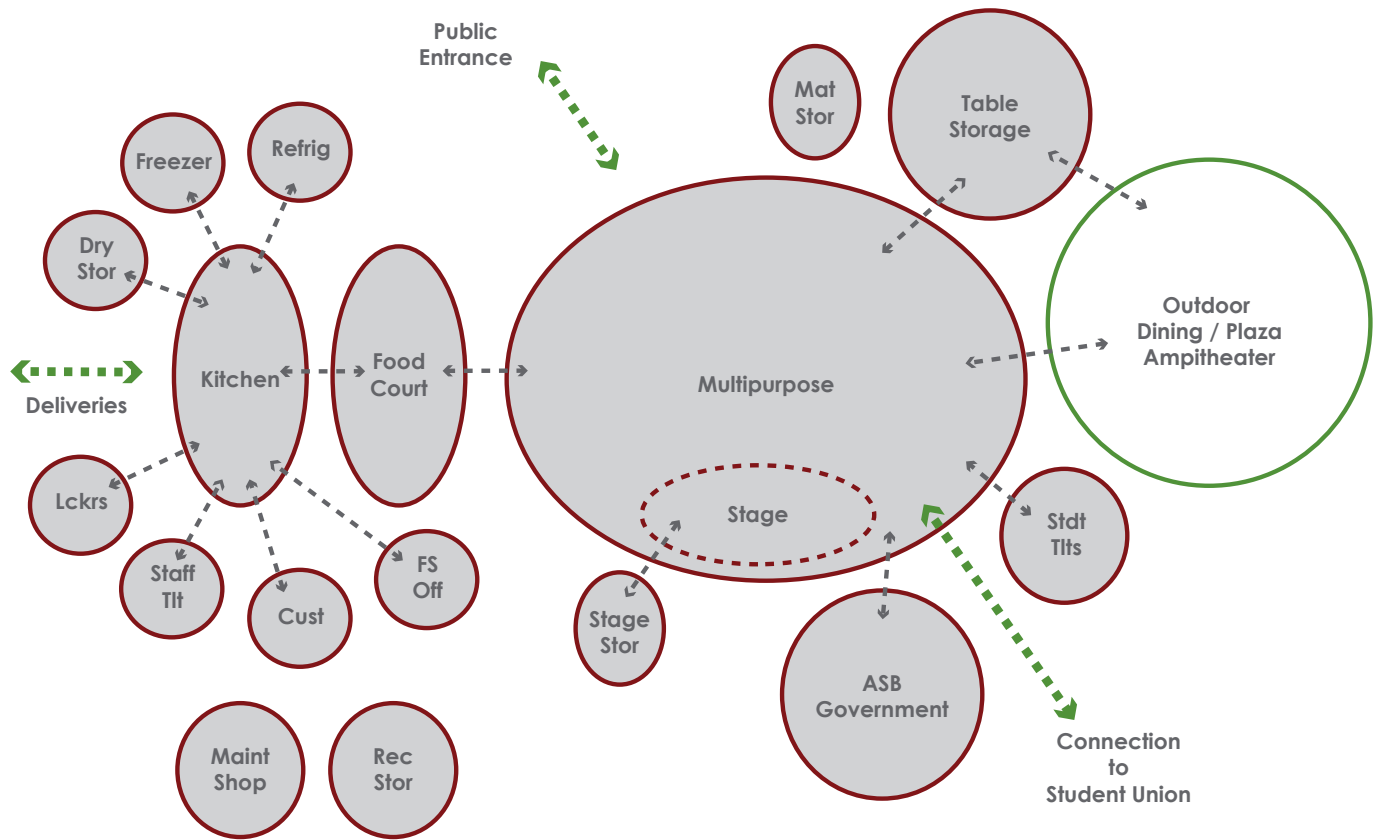 Public
Entrance
Mat
Stor
Table
Storage
Freezer
Refrig
Dry
Stor
Outdoor
Dining / Plaza
Ampitheater
Kitchen
Food
Court
Multipurpose
Deliveries
Lckrs
Stage
Stdt
Tlts
Staff
Tlt
Cust
FS
Off
Stage
Stor
ASB
Government
Maint
Shop
Rec
Stor
Connection
to
Student Union